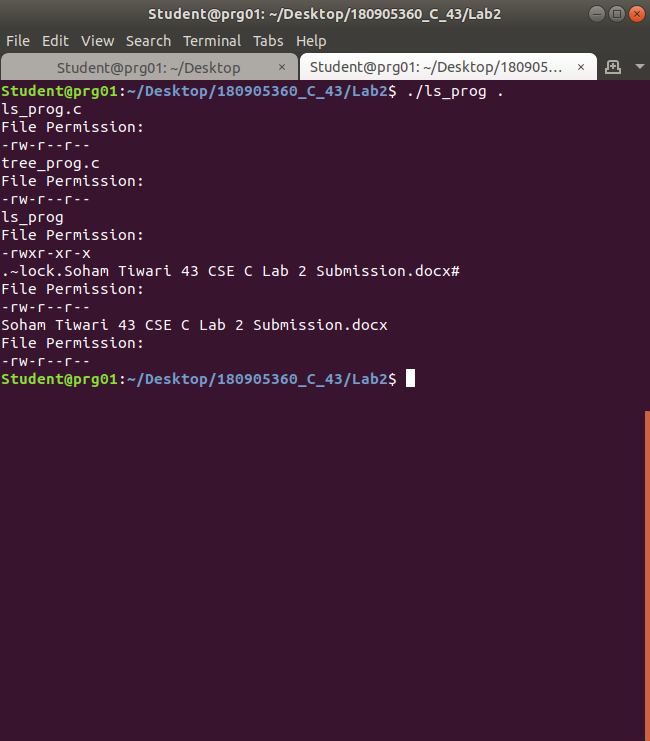 Student@prg01: ~/Desktop/180905360_C_43/Lab2
File Edit View Search Terminal Tabs Help
Student@prg01: ~/Desktop × Student@prg01: ~/Desktop/180905... ×
Student@prg01:~/Desktop/180905360_C_43/Lab2$ ./ls_prog .
ls_prog.c
File Permission:
-rw-r--r--
tree_prog.c
File Permission:
-rw-r--r--
ls_prog
File Permission:
-rwxr-xr-x
.~lock.Soham Tiwari 43 CSE C Lab 2 Submission.docx#
File Permission:
-rw-r--r--
Soham Tiwari 43 CSE C Lab 2 Submission.docx
File Permission:
-rw-r--r--
Student@prg01:~/Desktop/180905360_C_43/Lab2$